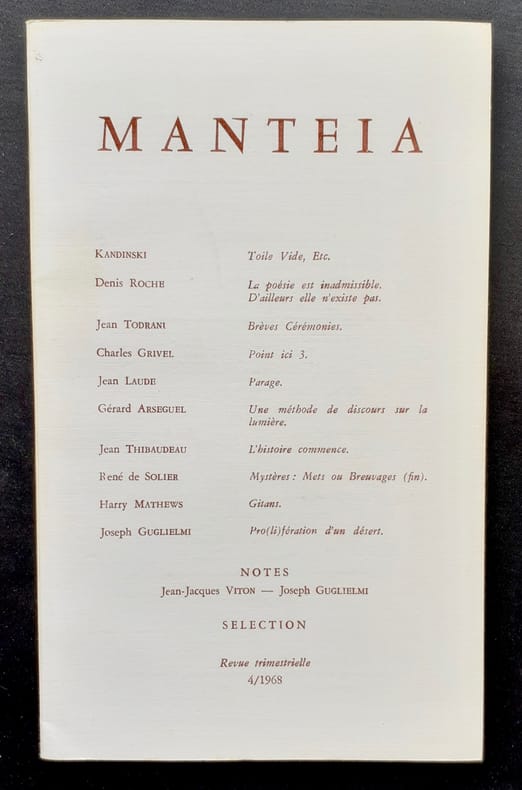 MANTEIA
KANDINSKI Toile Vide, Etc.
Denis ROCHE La poésie est inadmissible.
D'ailleurs elle n'existe pas.
Jean TODRANI Brèves Cérémonies.
Charles GRIVEL Point ici 3.
Jean LAUDE Parage.
Gérard ARSEGUEL Une méthode de discours sur la
lumière.
Jean THIBAUDEAU L'histoire commence.
René de SOLIER Mystères : Mets ou Breuvages (fin).
Harry MATHEWS Gitans.
Joseph GUGLIELMI Pro(li)fération d'un désert.
NOTES
Jean-Jacques VITON — Joseph GUGLIELMI
SELECTION
Revue trimestrielle
4/1968